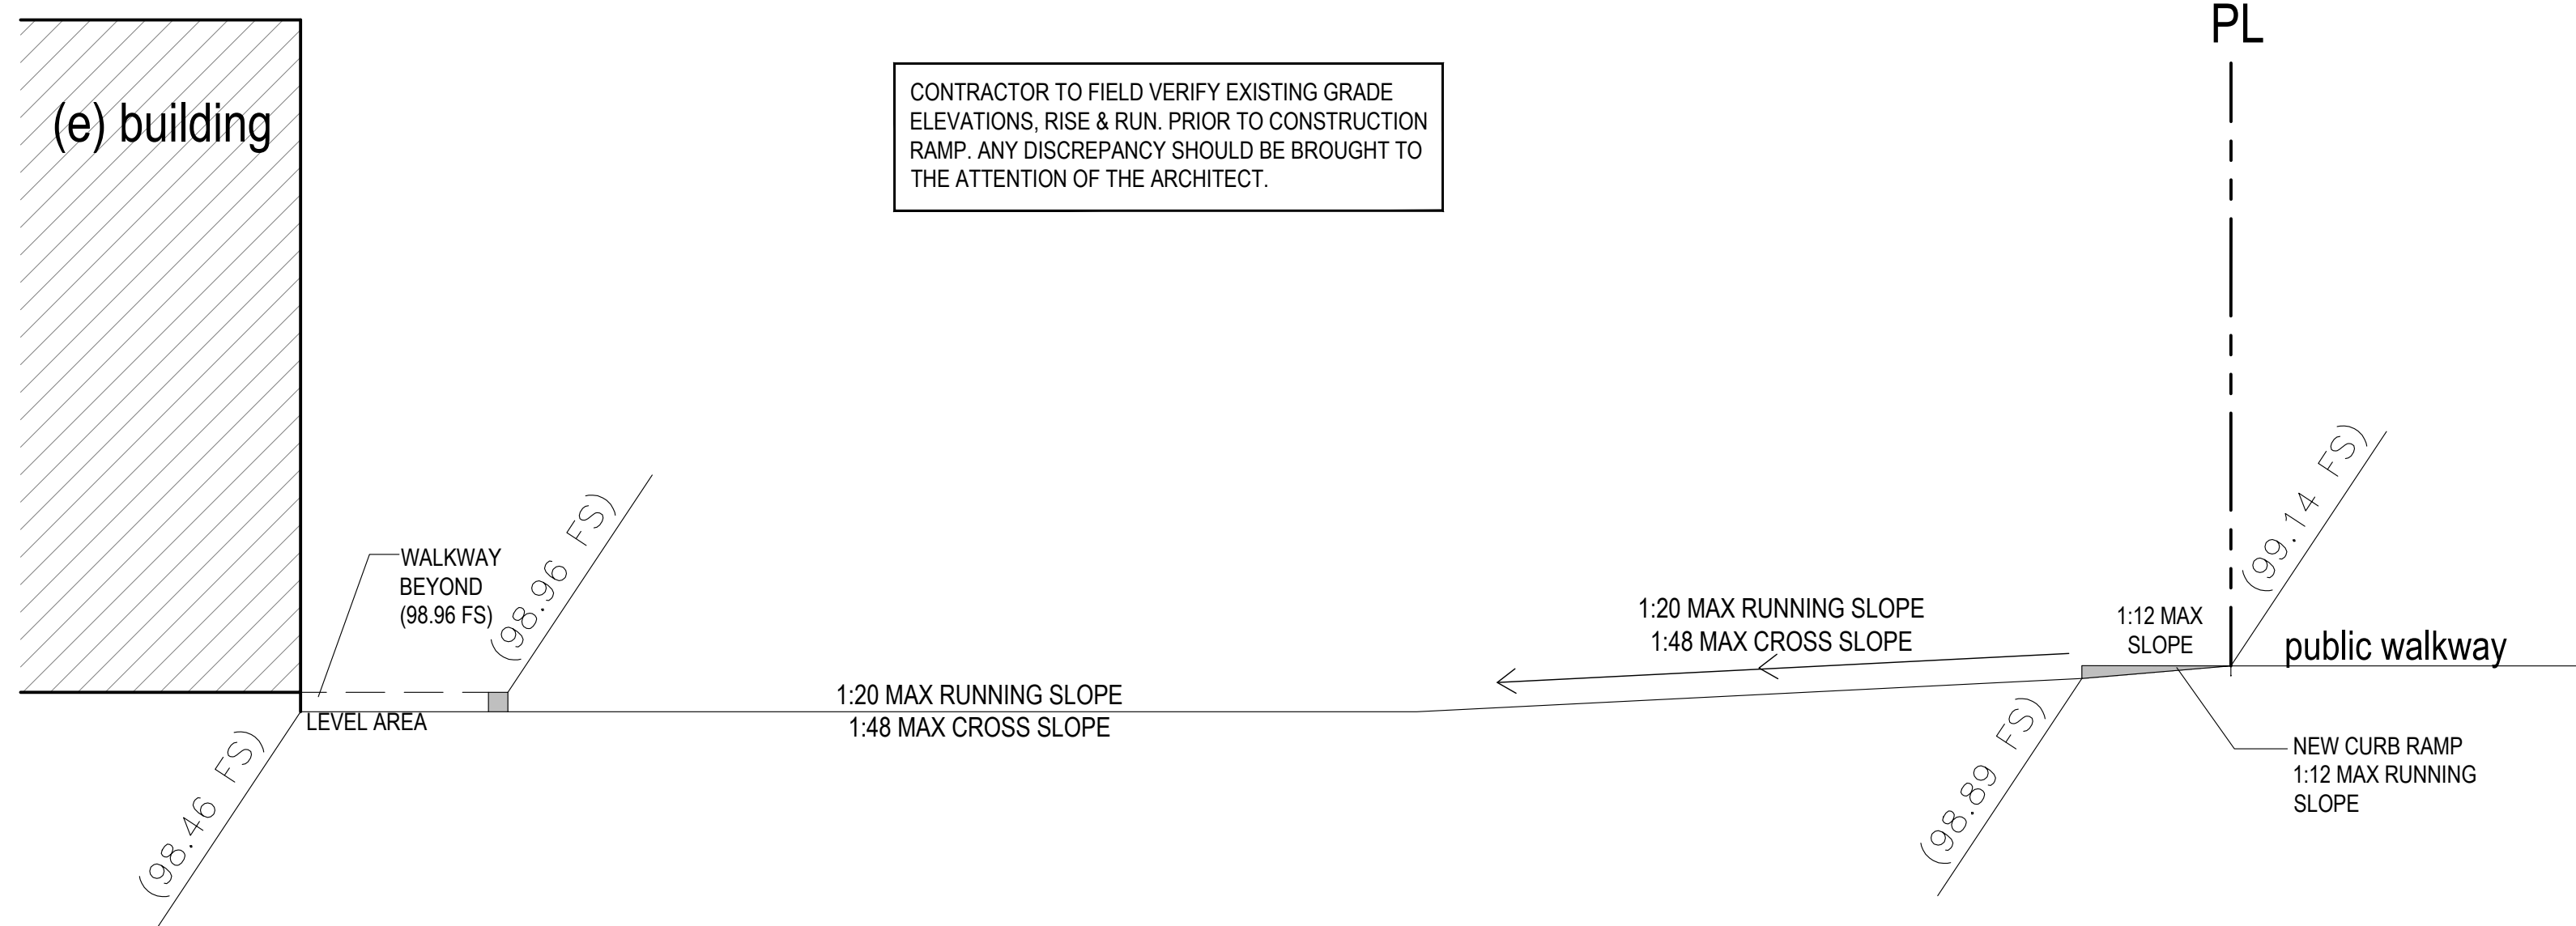 PL
(e) building
CONTRACTOR TO FIELD VERIFY EXISTING GRADE
ELEVATIONS, RISE & RUN. PRIOR TO CONSTRUCTION
RAMP. ANY DISCREPANCY SHOULD BE BROUGHT TO
THE ATTENTION OF THE ARCHITECT.
WALKWAY
BEYOND
(98.96 FS)
(98.96 FS)
(99.14 FS)
1:20 MAX RUNNING SLOPE
1:48 MAX CROSS SLOPE
1:12 MAX
SLOPE
public walkway
1:20 MAX RUNNING SLOPE
1:48 MAX CROSS SLOPE
LEVEL AREA
(98.46 FS)
(98.89 FS)
NEW CURB RAMP
1:12 MAX RUNNING
SLOPE